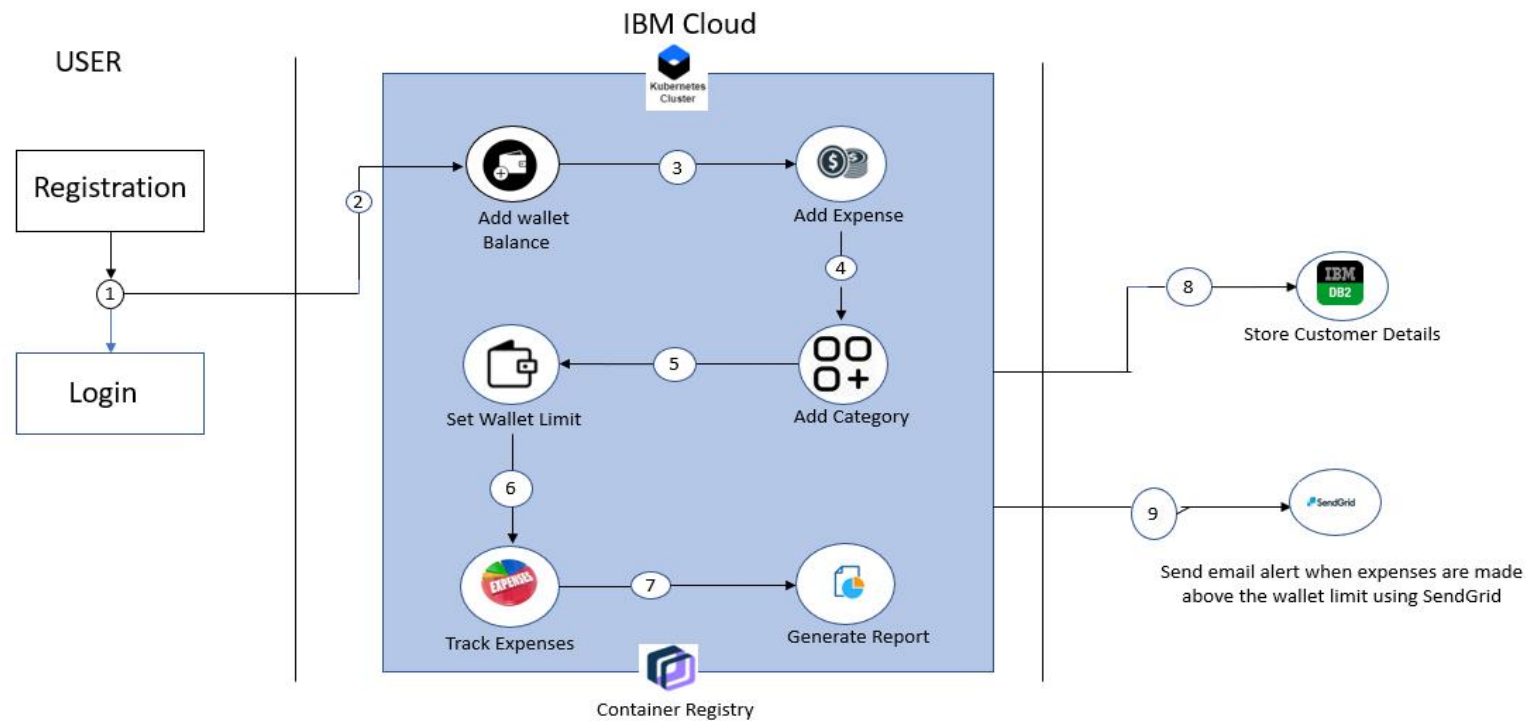 IBM Cloud
USER
Kubernetes
Cluster
Registration
2
3
Add wallet
Balance
Add Expense
1
4
8
IBM
DB2
Store Customer Details
Login
5
Set Wallet Limit
Add Category
6
9
SendGrid
Send email alert when expenses are made
above the wallet limit using SendGrid
EXPENSES
7
Track Expenses
Generate Report
Container Registry